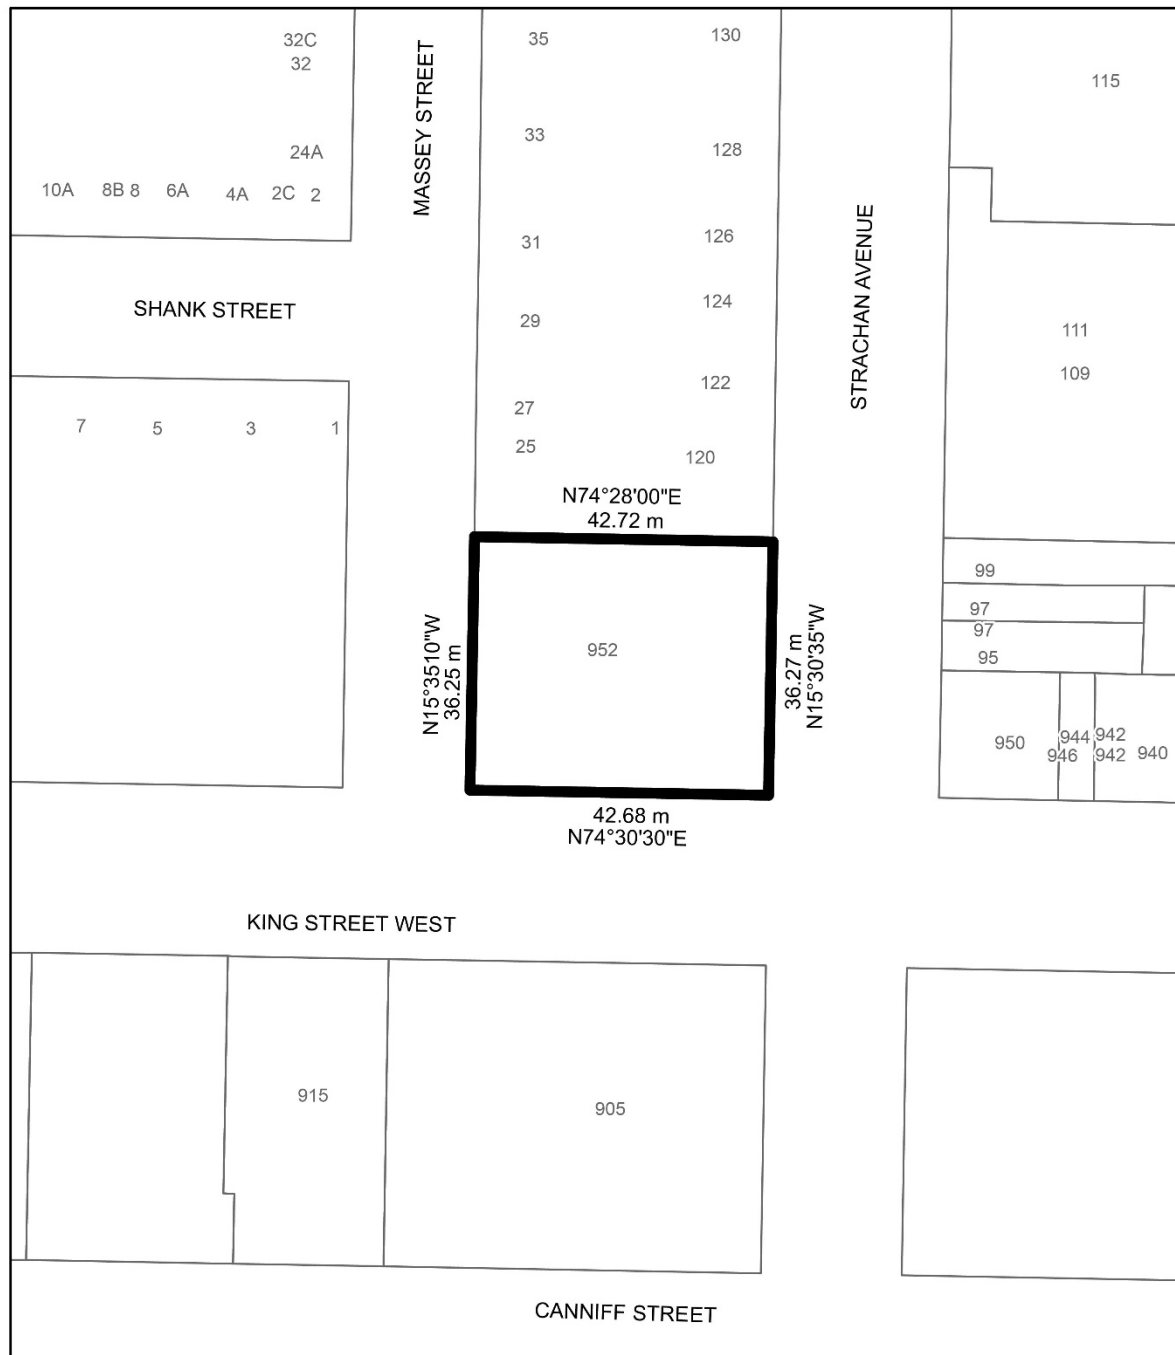 32C
32
35
130
115
MASSEY STREET
24A
33
128
10A
8B 8
6A
4A
2C
2
31
126
STRACHAN AVENUE
SHANK STREET
29
124
111
109
7
5
3
1
27
25
122
120
N74°28'00"E
42.72 m
99
97
97
95
N15°3510"W
36.25 m
952
36.27 m
N15°30'35"W
950
944
946
942
942
940
42.68 m
N74°30'30"E
KING STREET WEST
915
905
CANNIFF STREET